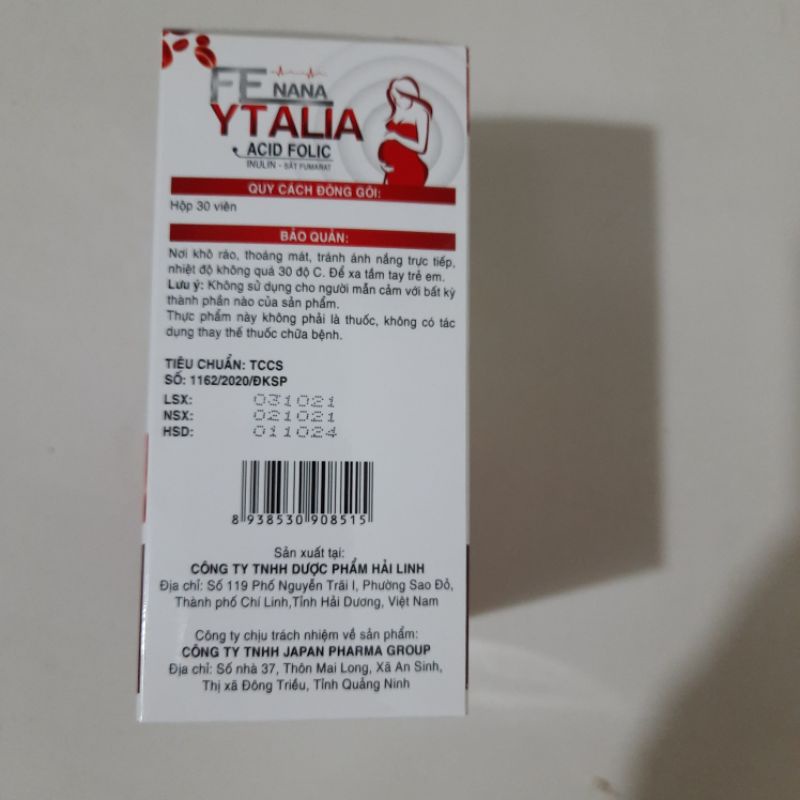 FE NANA
YTALIA
ACID FOLIC
INULIN - SẮT FUMARAT
QUY CÁCH ĐÓNG GÓI:
Hộp 30 viên
BẢO QUẢN:
Nơi khô ráo, thoáng mát, tránh ánh nắng trực tiếp,
nhiệt độ không quá 30 độ C. Để xa tầm tay trẻ em.
Lưu ý: Không sử dụng cho người mẫn cảm với bất kỳ
thành phần nào của sản phẩm.
Thực phẩm này không phải là thuốc, không có tác
dụng thay thế thuốc chữa bệnh.
TIÊU CHUẨN: TCCS
SỐ: 1162/2020/ĐKSP
LSX: 031021
NSX: 021021
HSD: 011024
8 938530 908515
Sản xuất tại:
CÔNG TY TNHH DƯỢC PHẨM HẢI LINH
Địa chỉ: Số 119 Phố Nguyễn Trãi I, Phường Sao Đỏ,
Thành phố Chí Linh,Tỉnh Hải Dương, Việt Nam
Công ty chịu trách nhiệm về sản phẩm:
CÔNG TY TNHH JAPAN PHARMA GROUP
Địa chỉ: Số nhà 37, Thôn Mai Long, Xã An Sinh,
Thị xã Đông Triều, Tỉnh Quảng Ninh